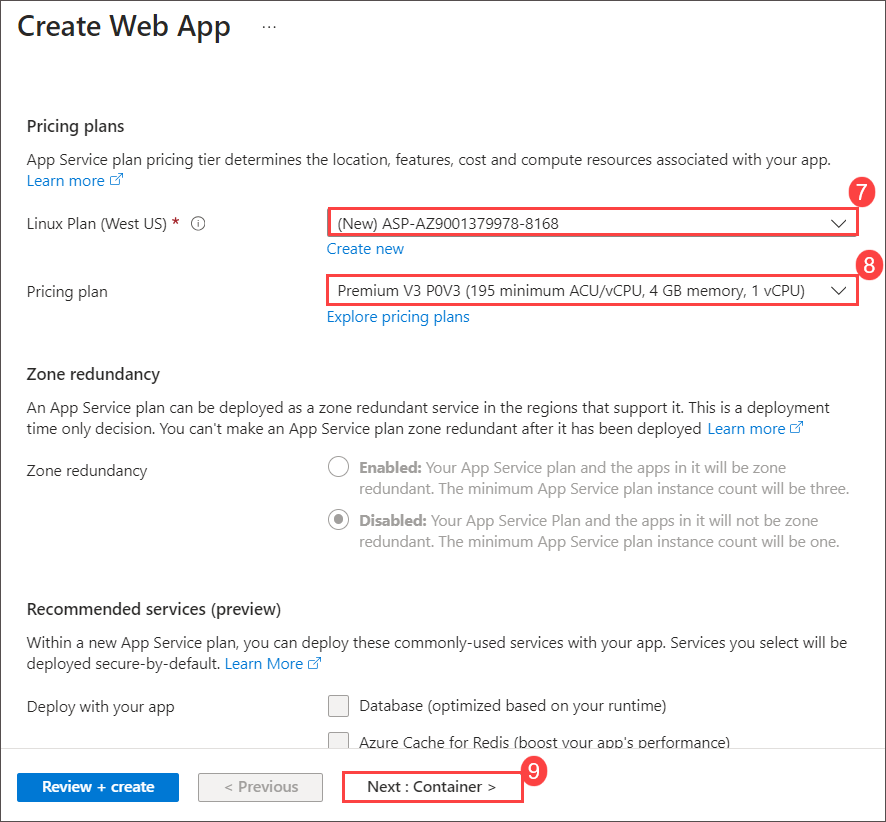 Create Web App ...
Pricing plans
App Service plan pricing tier determines the location, features, cost and compute resources associated with your app.
Learn more
7
Linux Plan (West US) * (New) ASP-AZ9001379978-8168
Create new
8
Pricing plan Premium V3 P0V3 (195 minimum ACU/vCPU, 4 GB memory, 1 vCPU)
Explore pricing plans
Zone redundancy
An App Service plan can be deployed as a zone redundant service in the regions that support it. This is a deployment
time only decision. You can't make an App Service plan zone redundant after it has been deployed Learn more
Zone redundancy Enabled: Your App Service plan and the apps in it will be zone
redundant. The minimum App Service plan instance count will be three.
Disabled: Your App Service Plan and the apps in it will not be zone
redundant. The minimum App Service plan instance count will be one.
Recommended services (preview)
Within a new App Service plan, you can deploy these commonly-used services with your app. Services you select will be
deployed secure-by-default. Learn More
Deploy with your app Database (optimized based on your runtime)
Azure Cache for Redis (boost your app's performance)
9
Review + create < Previous Next : Container >